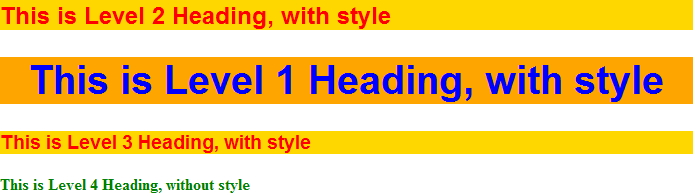 This is Level 2 Heading, with style
This is Level 1 Heading, with style
This is Level 3 Heading, with style
This is Level 4 Heading, without style